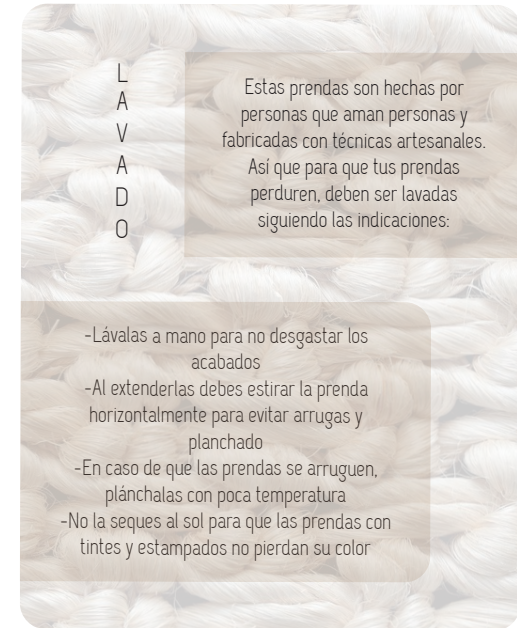 L
A
V
A
D
O
Estas prendas son hechas por
personas que aman personas y
fabricadas con técnicas artesanales.
Así que para que tus prendas
perduren, deben ser lavadas
siguiendo las indicaciones:
-Lávalas a mano para no desgastar los
acabados
-Al extenderlas debes estirar la prenda
horizontalmente para evitar arrugas y
planchado
-En caso de que las prendas se arruguen,
plánchalas con poca temperatura
-No la seques al sol para que las prendas con
tintes y estampados no pierdan su color